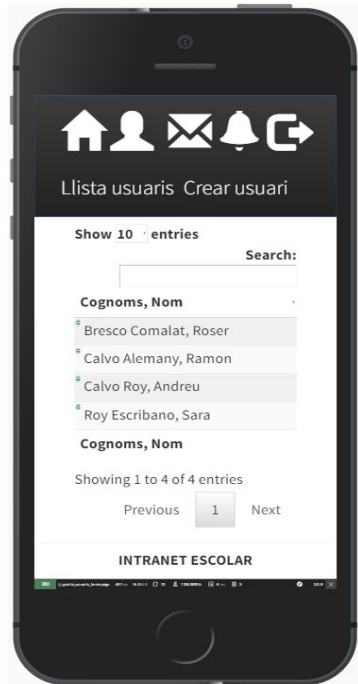 Llista usuaris Crear usuari
Show 10 entries
Search:
Cognoms, Nom
Bresco Comalat, Roser
Calvo Alemany, Ramon
Calvo Roy, Andreu
Roy Escribano, Sara
Cognoms, Nom
Showing 1 to 4 of 4 entries
Previous 1 Next
INTRANET ESCOLAR